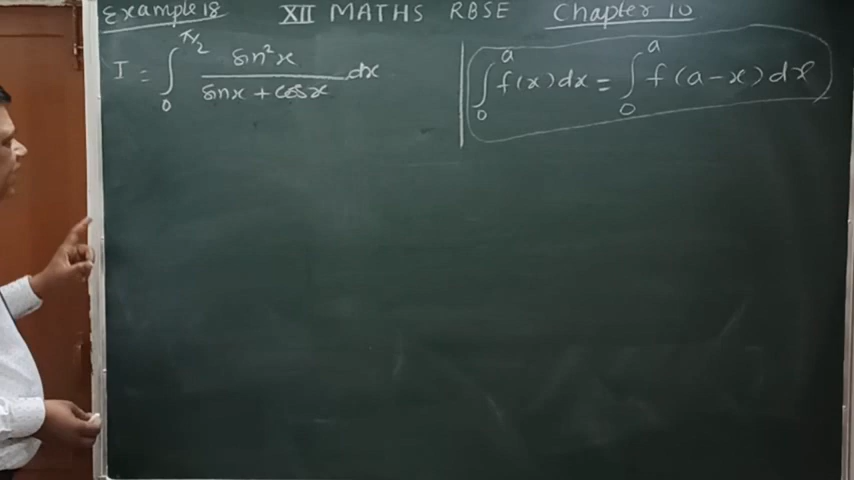 Example 18 XII MATHS RBSE Chapter 10
I = ∫₀^{π/2} sin²x / (sinx + cosx) dx
∫₀^a f(x) dx = ∫₀^a f(a-x) dx